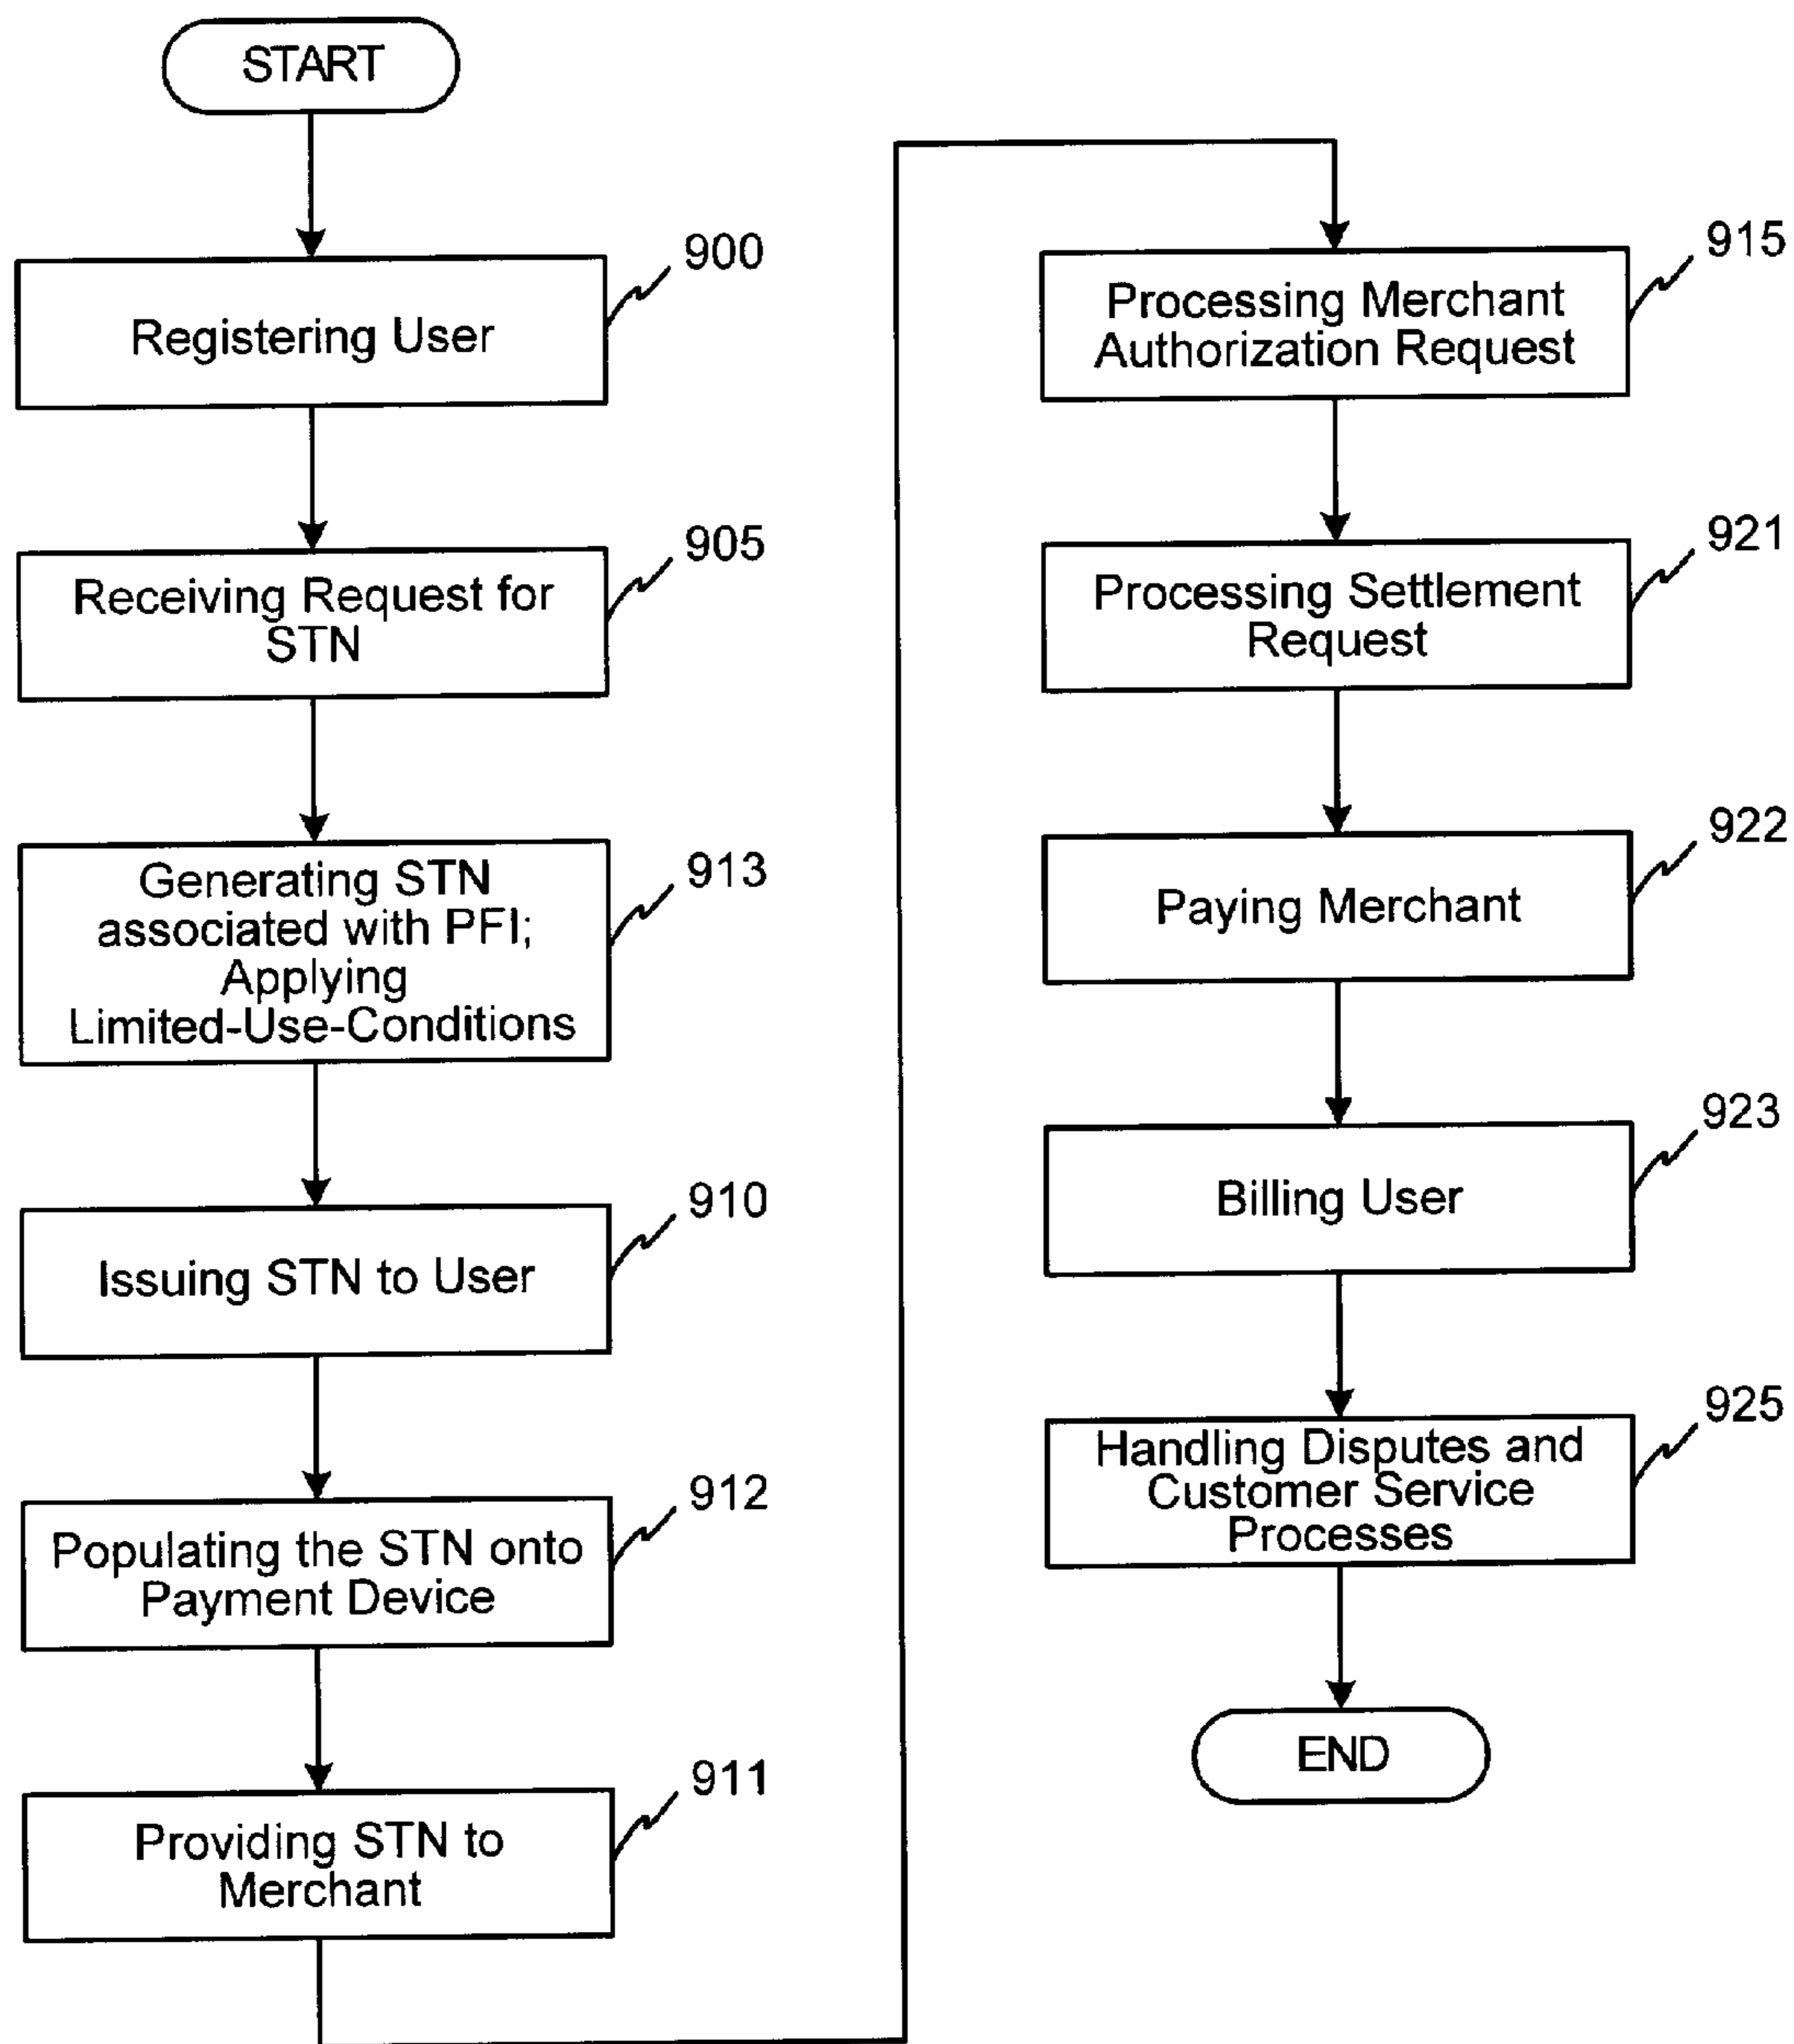 START
900
Registering User
905
Receiving Request for
STN
913
Generating STN
associated with PFI;
Applying
Limited-Use-Conditions
910
Issuing STN to User
912
Populating the STN onto
Payment Device
911
Providing STN to
Merchant
915
Processing Merchant
Authorization Request
921
Processing Settlement
Request
922
Paying Merchant
923
Billing User
925
Handling Disputes and
Customer Service
Processes
END